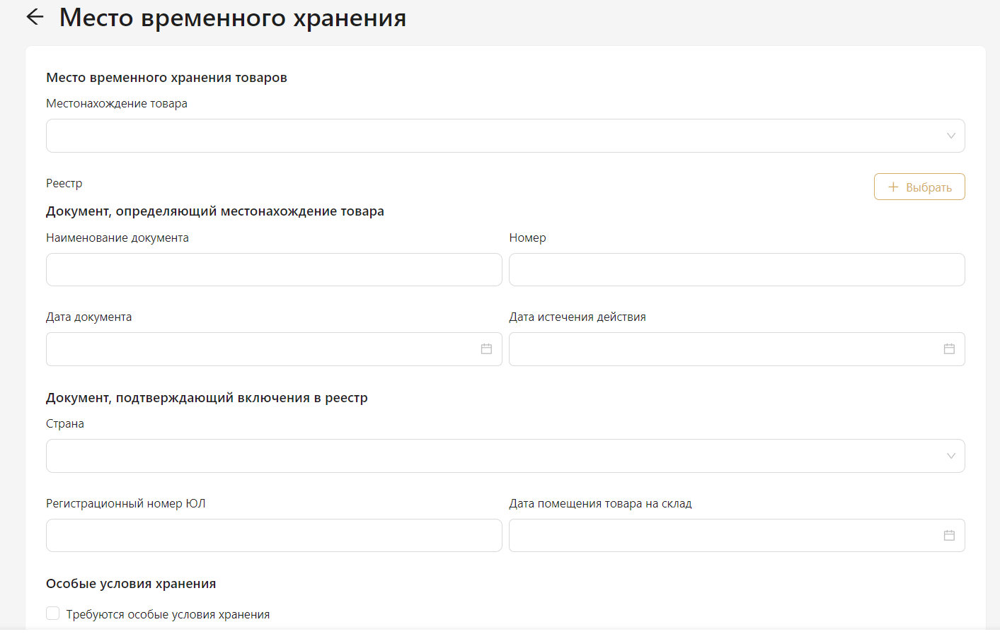 Место временного хранения
Место временного хранения товаров
Местонахождение товара
Реестр
Выбрать
Документ, определяющий местонахождение товара
Наименование документа
Номер
Дата документа
Дата истечения действия
Документ, подтверждающий включения в реестр
Страна
Регистрационный номер ЮЛ
Дата помещения товара на склад
Особые условия хранения
Требуются особые условия хранения